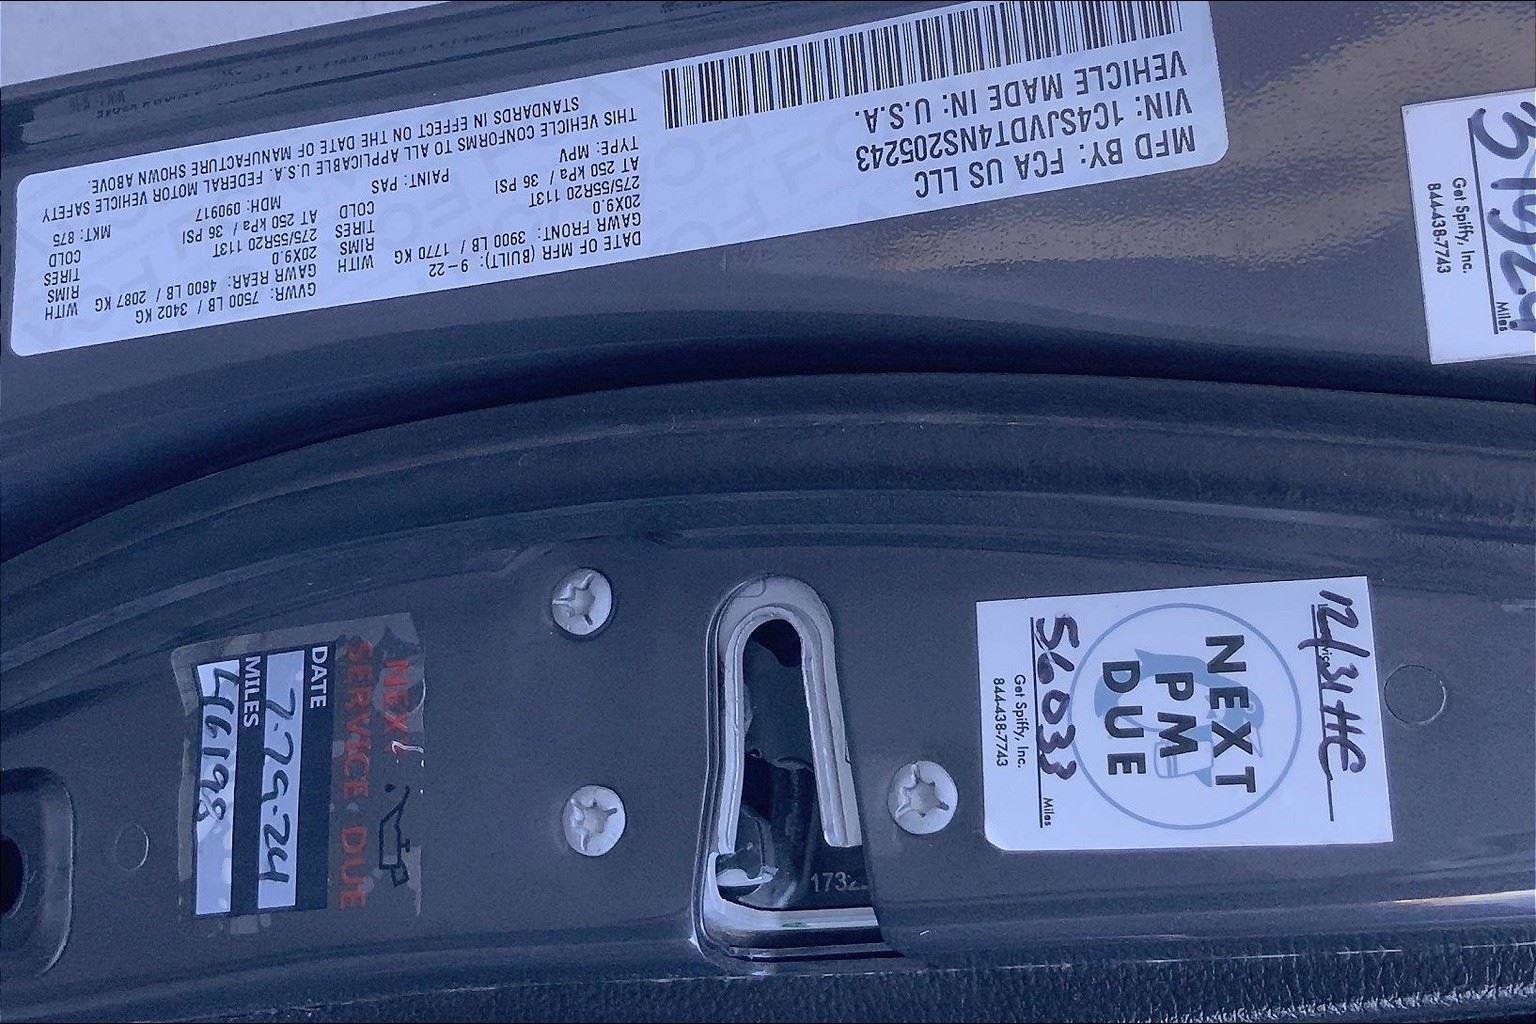 MFD BY: FCA US LLC
VIN: 1C4SJVDT4NS205243
VEHICLE MADE IN: U.S.A.
DATE OF MFR (BUILT): 9-22
GVWR: 7500 LB / 3402 KG
GAWR FRONT: 3900 LB / 1770 KG WITH
GAWR REAR: 4600 LB / 2087 KG WITH
20X9.0 RIMS
20X9.0 RIMS
275/55R20 113T TIRES
275/55R20 113T TIRES
AT 250 kPa / 36 PSI COLD
AT 250 kPa / 36 PSI COLD
TYPE: MPV
PAINT: PAS
MDH: 090917
MKT: 875
THIS VEHICLE CONFORMS TO ALL APPLICABLE U.S.A. FEDERAL MOTOR VEHICLE SAFETY
STANDARDS IN EFFECT ON THE DATE OF MANUFACTURE SHOWN ABOVE.
Miles
Get Spiffy, Inc.
844-438-7743
NEXT
SERVICE DUE
DATE
7-29-24
MILES
46198
NEXT
PM
DUE
56033 Miles
Get Spiffy, Inc.
844-438-7743